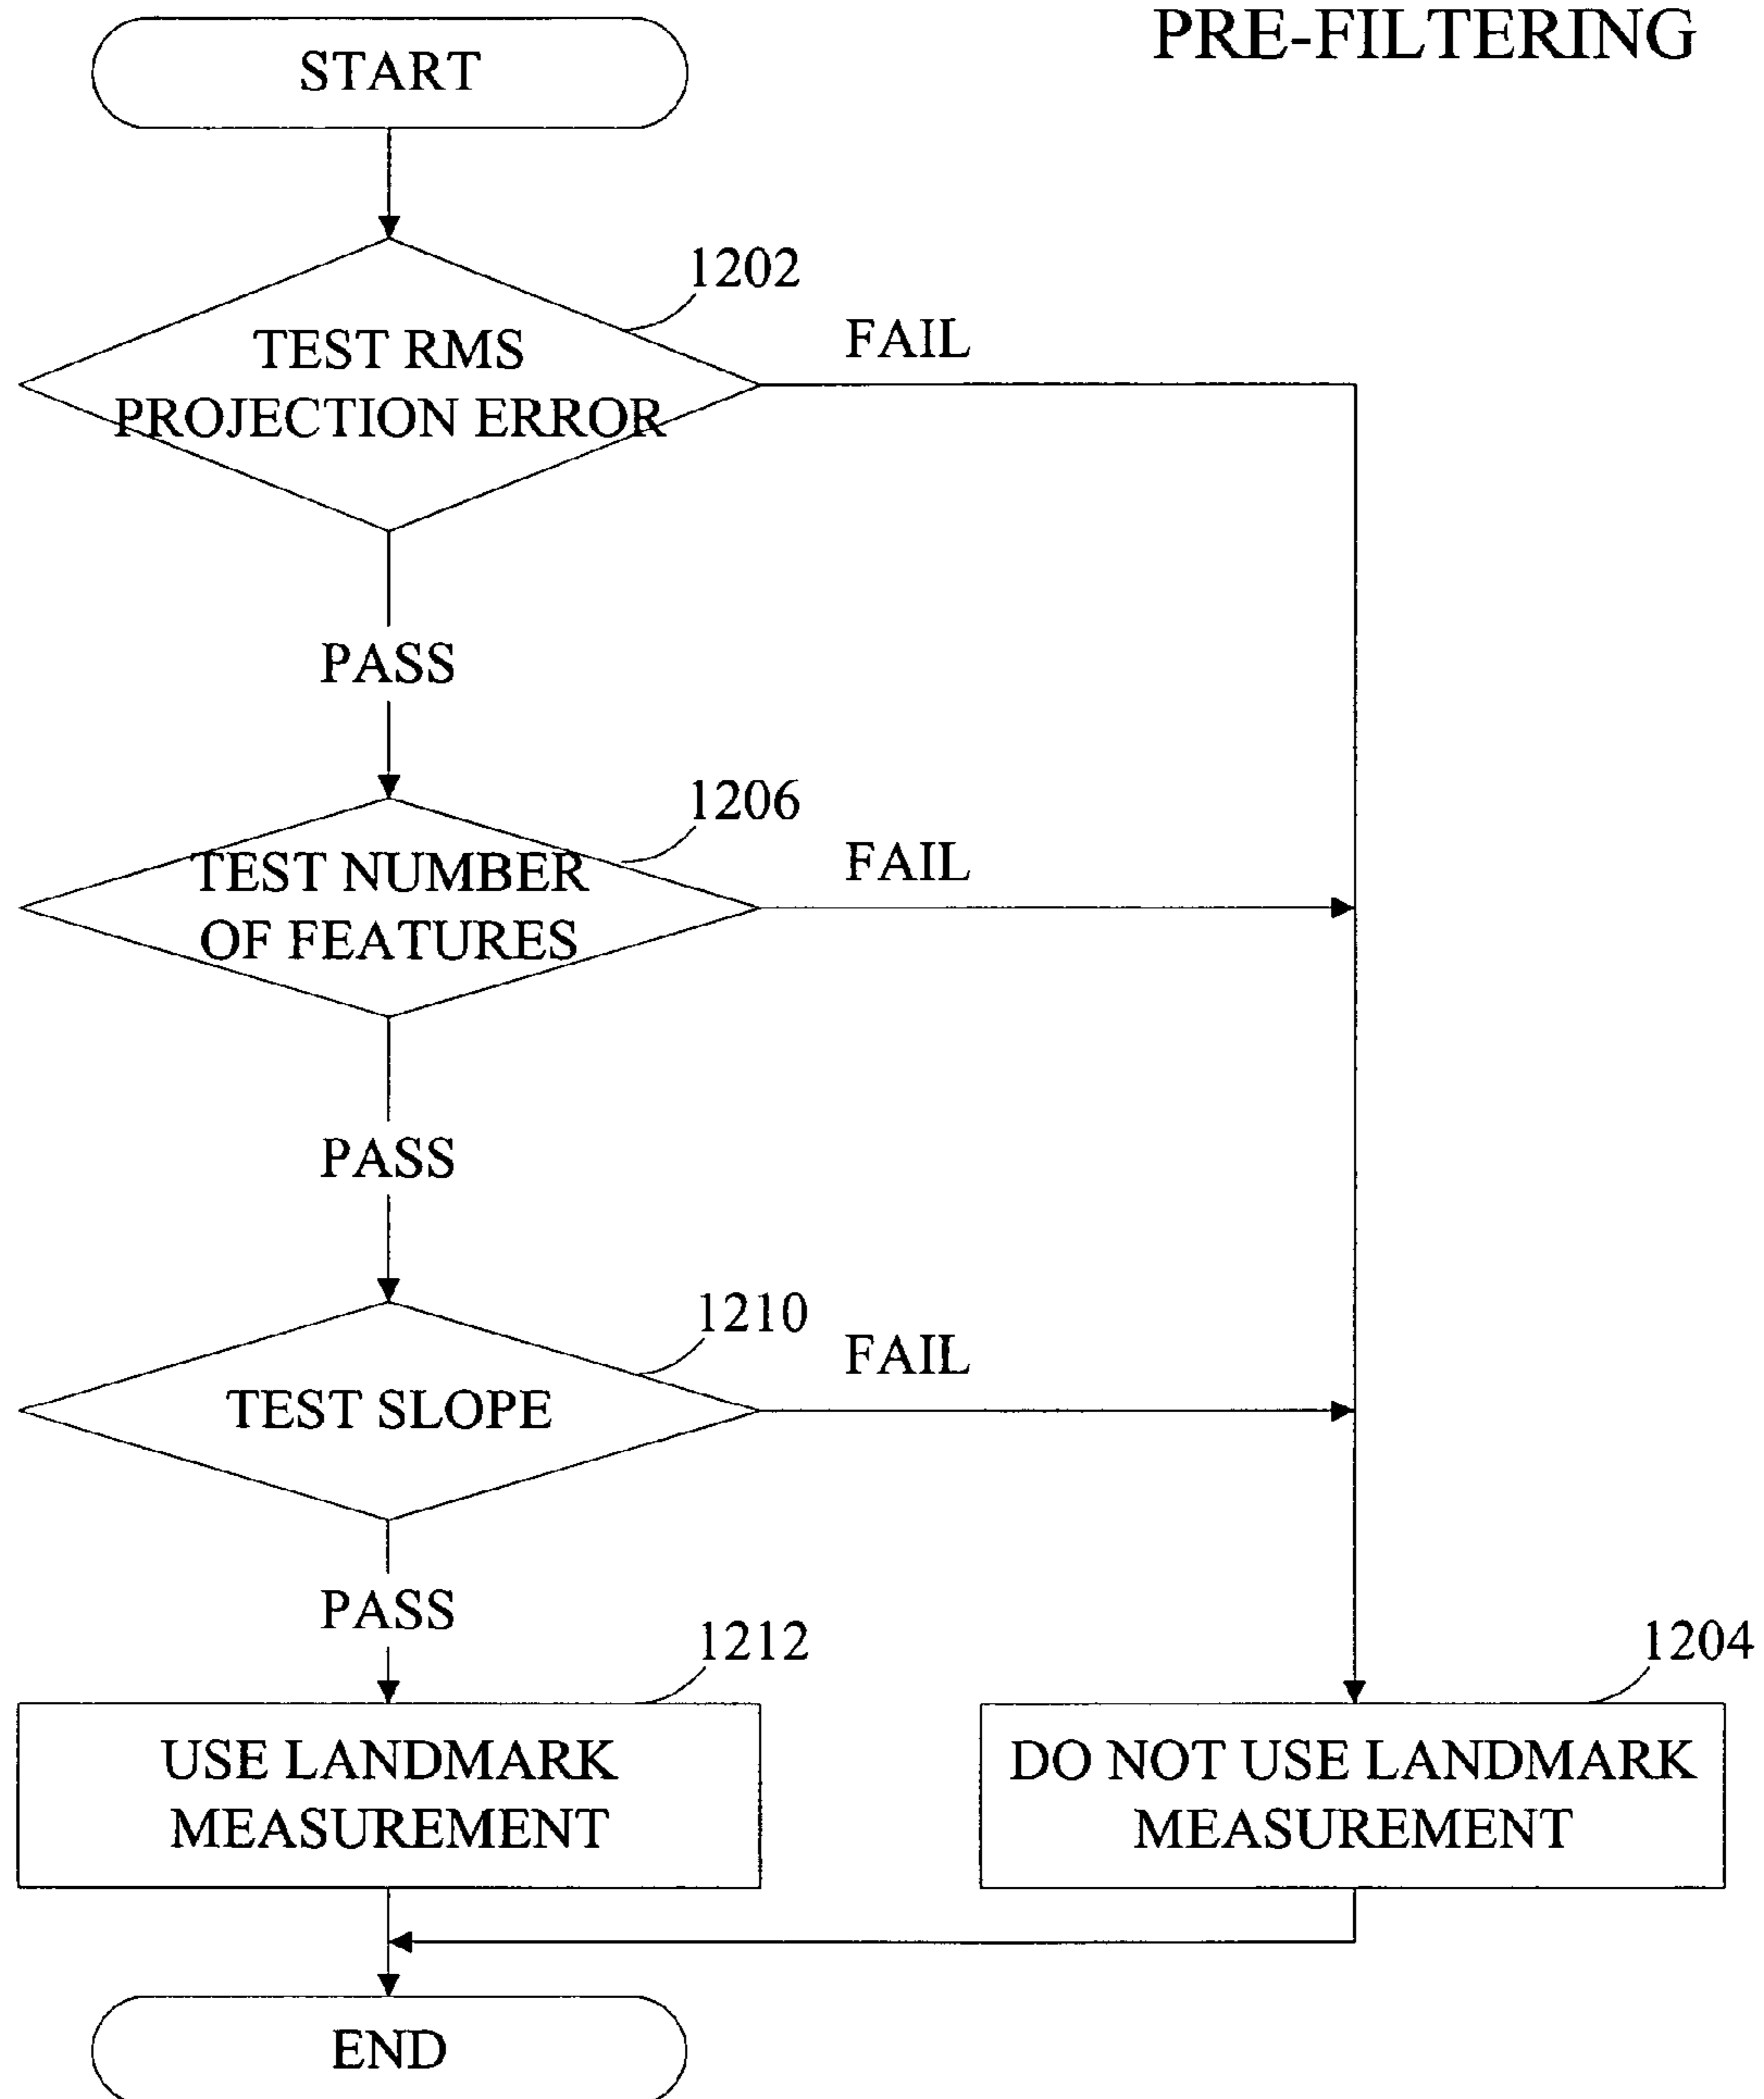 PRE-FILTERING
START
1202
TEST RMS
PROJECTION ERROR
FAIL
PASS
1206
TEST NUMBER
OF FEATURES
FAIL
PASS
1210
TEST SLOPE
FAIL
PASS
1212
USE LANDMARK
MEASUREMENT
1204
DO NOT USE LANDMARK
MEASUREMENT
END